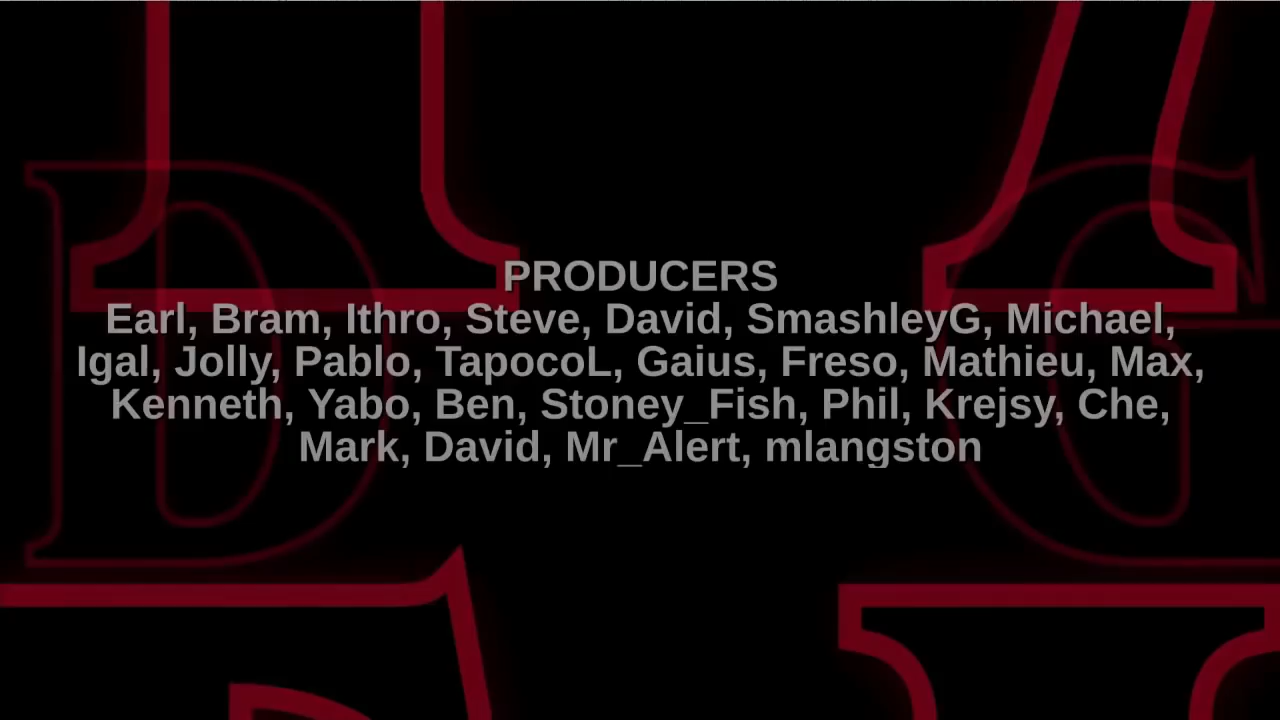 PRODUCERS
Earl, Bram, Ithro, Steve, David, SmashleyG, Michael,
Igal, Jolly, Pablo, TapocoL, Gaius, Freso, Mathieu, Max,
Kenneth, Yabo, Ben, Stoney_Fish, Phil, Krejsy, Che,
Mark, David, Mr_Alert, mlangston